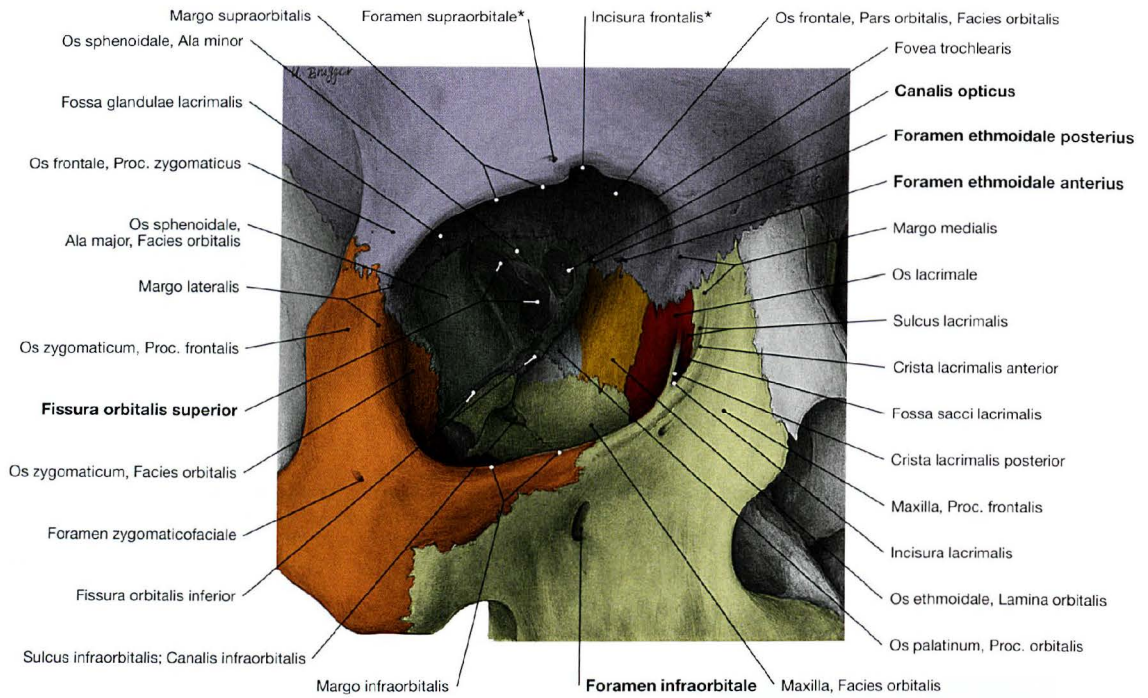 Margo supraorbitalis
Os sphenoidale, Ala minor
Fossa glandulae lacrimalis
Os frontale, Proc. zygomaticus
Os sphenoidale,
Ala major, Facies orbitalis
Margo lateralis
Os zygomaticum, Proc. frontalis
Fissura orbitalis superior
Os zygomaticum, Facies orbitalis
Foramen zygomaticofaciale
Fissura orbitalis inferior
Sulcus infraorbitalis; Canalis infraorbitalis
Margo infraorbitalis
Foramen supraorbitale*
Incisura frontalis*
Os frontale, Pars orbitalis, Facies orbitalis
Fovea trochlearis
Canalis opticus
Foramen ethmoidale posterius
Foramen ethmoidale anterius
Margo medialis
Os lacrimale
Sulcus lacrimalis
Crista lacrimalis anterior
Fossa sacci lacrimalis
Crista lacrimalis posterior
Maxilla, Proc. frontalis
Incisura lacrimalis
Os ethmoidale, Lamina orbitalis
Os palatinum, Proc. orbitalis
Maxilla, Facies orbitalis
Foramen infraorbitale